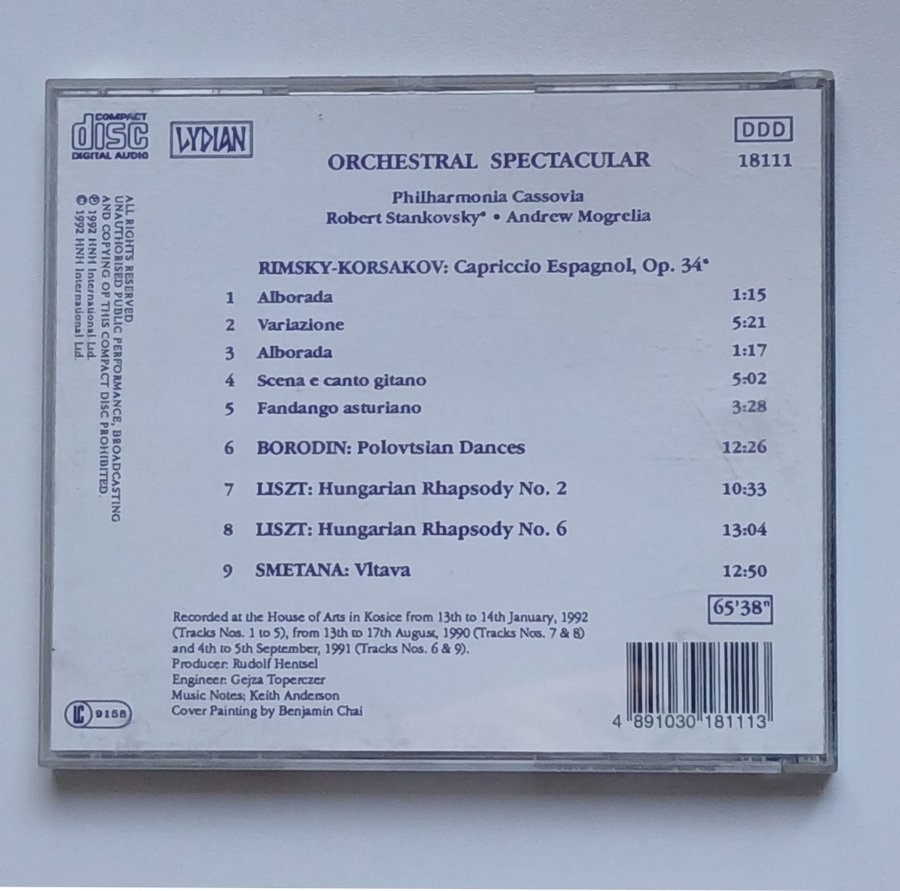 COMPACT
disc
DIGITAL AUDIO
LYDIAN
DDD
18111
ORCHESTRAL SPECTACULAR
Philharmonia Cassovia
Robert Stankovsky* • Andrew Mogrelia
RIMSKY-KORSAKOV: Capriccio Espagnol, Op. 34*
1 Alborada 1:15
2 Variazione 5:21
3 Alborada 1:17
4 Scena e canto gitano 5:02
5 Fandango asturiano 3:28
6 BORODIN: Polovtsian Dances 12:26
7 LISZT: Hungarian Rhapsody No. 2 10:33
8 LISZT: Hungarian Rhapsody No. 6 13:04
9 SMETANA: Vltava 12:50
65'38"
Recorded at the House of Arts in Kosice from 13th to 14th January, 1992
(Tracks Nos. 1 to 5), from 13th to 17th August, 1990 (Tracks Nos. 7 & 8)
and 4th to 5th September, 1991 (Tracks Nos. 6 & 9).
Producer: Rudolf Hentsel
Engineer: Gejza Toperczer
Music Notes: Keith Anderson
Cover Painting by Benjamin Chai
ALL RIGHTS RESERVED.
UNAUTHORISED PUBLIC PERFORMANCE, BROADCASTING
AND COPYING OF THIS COMPACT DISC PROHIBITED.
℗ 1992 HNH International Ltd.
© 1992 HNH International Ltd.
LC 9158
4 891030 181113